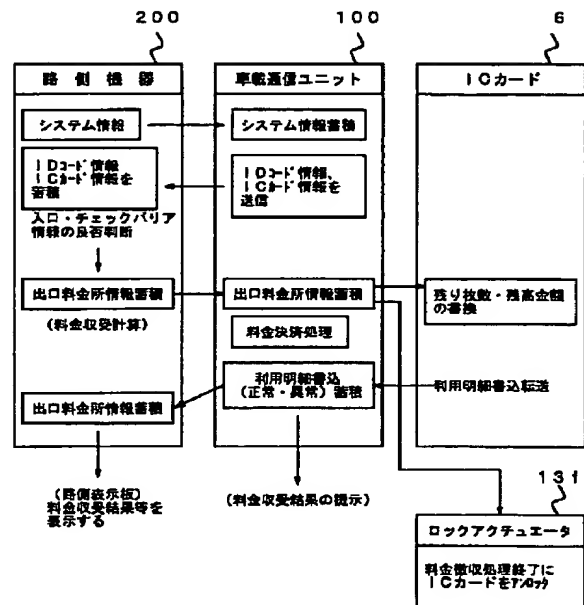 200
100
6
路側機器
車載通信ユニット
ICカード
システム情報
システム情報蓄積
IDコード情報
ICカード情報を
蓄積
IDコード情報、
ICカード情報を
送信
入口・チェックバリア
情報の良否判断
出口料金所情報蓄積
出口料金所情報蓄積
残り枚数・残高金額
の書換
(料金収受計算)
料金決済処理
利用明細書込
(正常・異常)蓄積
利用明細書込転送
出口料金所情報蓄積
(路側表示板)
料金収受結果等を
表示する
(料金収受結果の提示)
13f
ロックアクチュエータ
料金徴収処理終了に
ICカードをアンロック